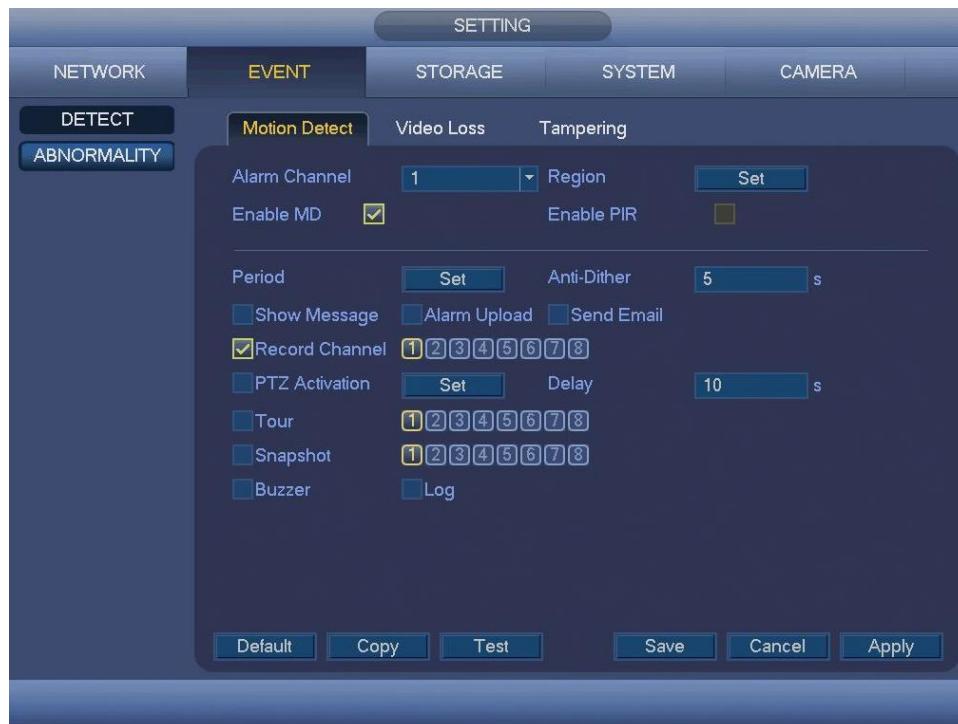 SETTING
NETWORK EVENT STORAGE SYSTEM CAMERA
DETECT
ABNORMALITY
Motion Detect Video Loss Tampering
Alarm Channel 1 Region Set
Enable MD Enable PIR
Period Set Anti-Dither 5 s
Show Message Alarm Upload Send Email
Record Channel 1 2 3 4 5 6 7 8
PTZ Activation Set Delay 10 s
Tour 1 2 3 4 5 6 7 8
Snapshot 1 2 3 4 5 6 7 8
Buzzer Log
Default Copy Test Save Cancel Apply